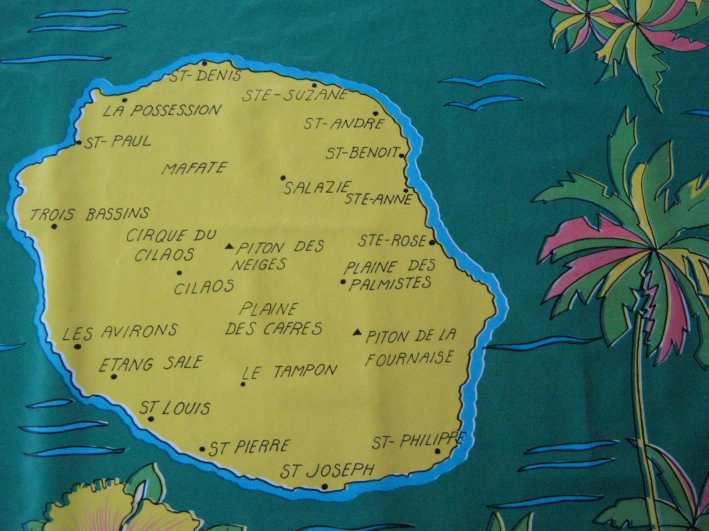 ST-DENIS
STE-SUZANE
LA POSSESSION
ST-ANDRE
ST-PAUL
ST-BENOIT
MAFATE
SALAZIE
STE-ANNE
TROIS BASSINS
CIRQUE DU
CILAOS
PITON DES
NEIGES
STE-ROSE
PLAINE DES
PALMISTES
CILAOS
PLAINE
DES CAFRES
LES AVIRONS
PITON DE LA
FOURNAISE
ETANG SALE
LE TAMPON
ST LOUIS
ST PIERRE
ST-PHILIPPE
ST JOSEPH